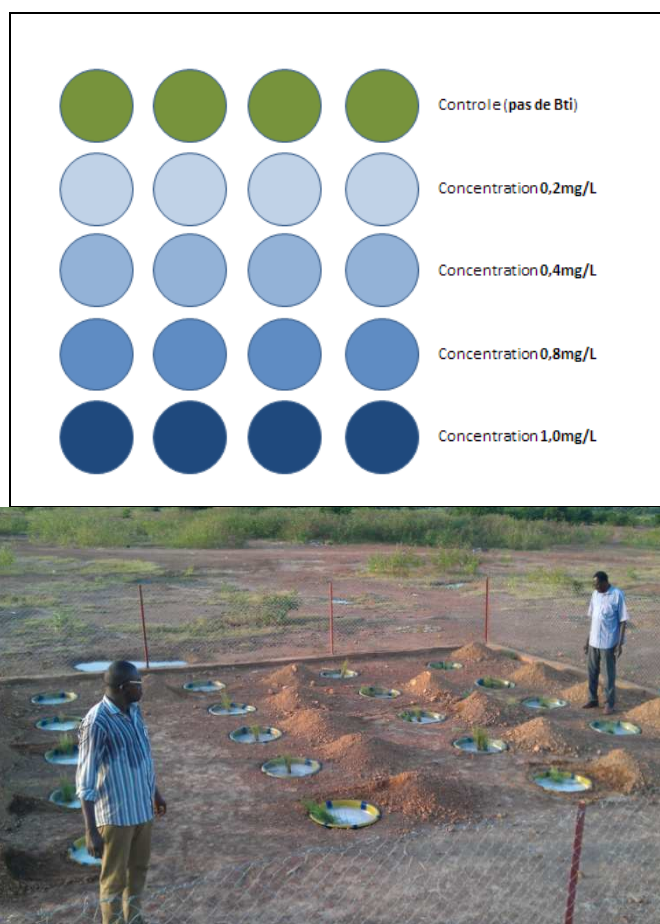 Controle (pas de Bti)
Concentration 0,2mg/L
Concentration 0,4mg/L
Concentration 0,8mg/L
Concentration 1,0mg/L